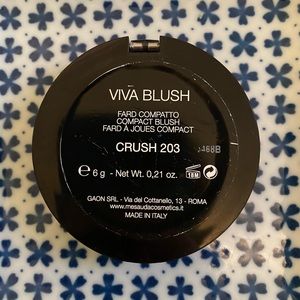 VIVA BLUSH
FARD COMPATTO
COMPACT BLUSH
FARD À JOUES COMPACT
CRUSH 203
℮ 6 g - Net Wt. 0,21 oz.
18M
GAON SRL - Via del Cottanello, 13 - ROMA
www.mesaudacosmetics.it
MADE IN ITALY